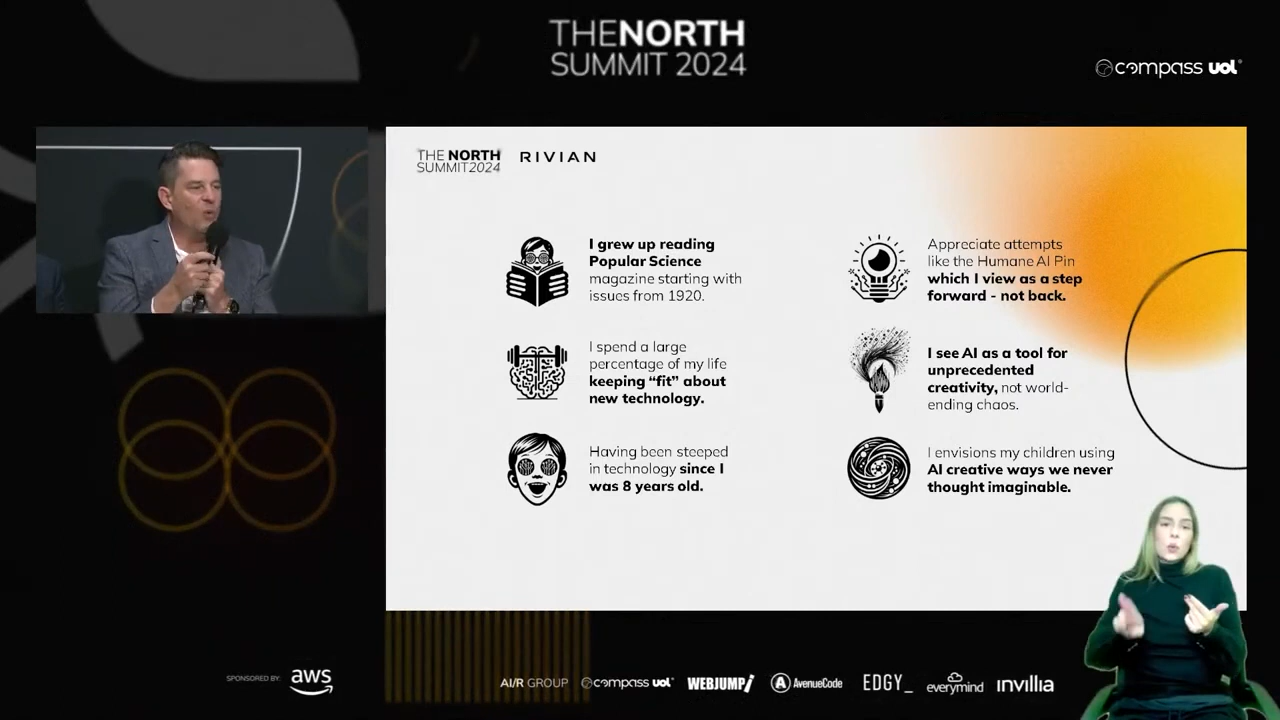 THENORTH
SUMMIT 2024
compass uol
THE NORTH
SUMMIT2024
RIVIAN
I grew up reading
Popular Science
magazine starting with
issues from 1920.
I spend a large
percentage of my life
keeping “fit” about
new technology.
Having been steeped
in technology since I
was 8 years old.
Appreciate attempts
like the Humane AI Pin
which I view as a step
forward - not back.
I see AI as a tool for
unprecedented
creativity, not world-
ending chaos.
I envisions my children using
AI creative ways we never
thought imaginable.
SPONSORED BY: aws
AI/R GROUP compass uol WEBJUMP AvenueCode EDGY_ everymind invillia